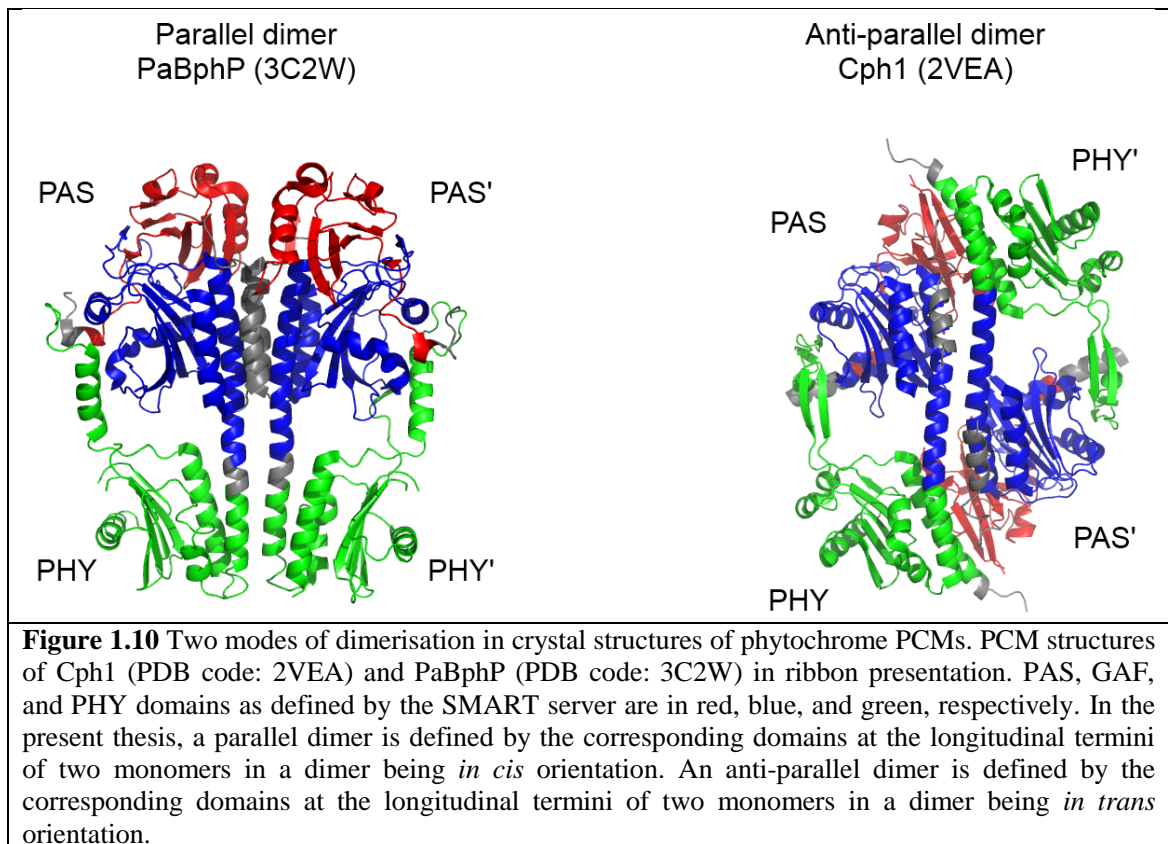 Parallel dimer
PaBphP (3C2W)
Anti-parallel dimer
Cph1 (2VEA)
PAS
PAS'
PHY
PHY'
PHY'
PAS
PAS'
PHY
Figure 1.10 Two modes of dimerisation in crystal structures of phytochrome PCMs. PCM structures
of Cph1 (PDB code: 2VEA) and PaBphP (PDB code: 3C2W) in ribbon presentation. PAS, GAF,
and PHY domains as defined by the SMART server are in red, blue, and green, respectively. In the
present thesis, a parallel dimer is defined by the corresponding domains at the longitudinal termini
of two monomers in a dimer being in cis orientation. An anti-parallel dimer is defined by the
corresponding domains at the longitudinal termini of two monomers in a dimer being in trans
orientation.